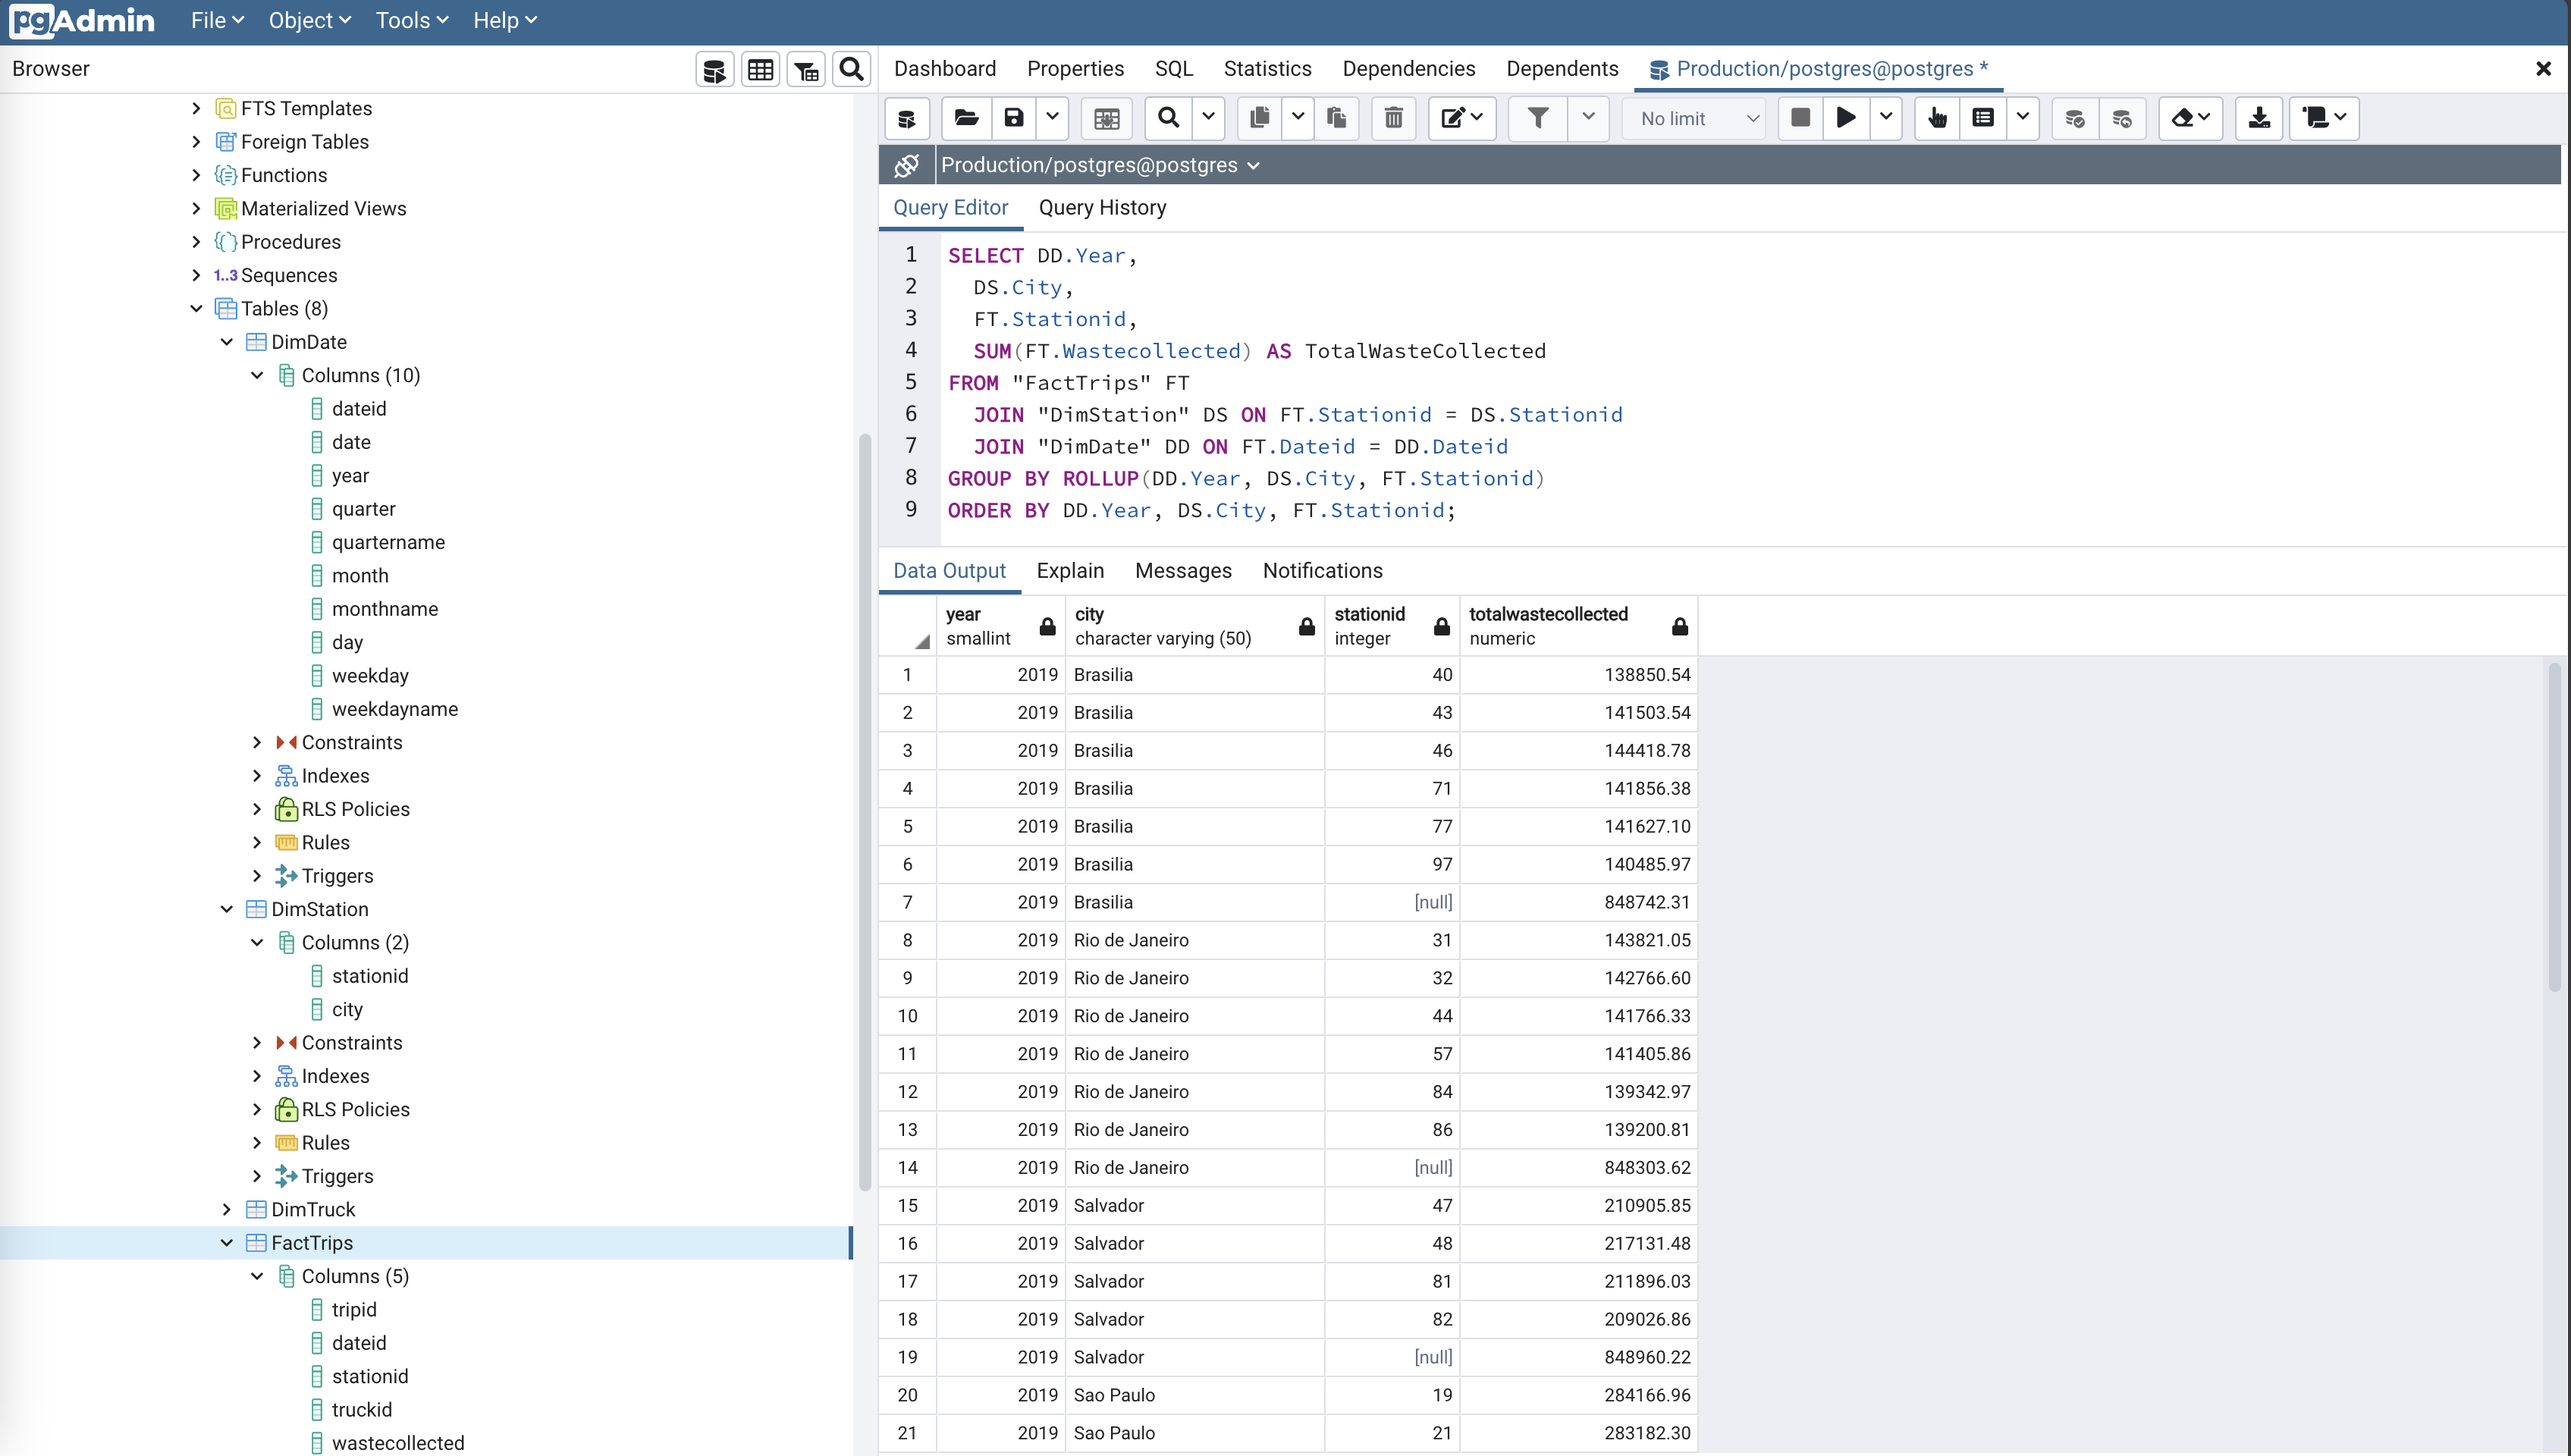 pgAdmin File Object Tools Help
Browser
FTS Templates
Foreign Tables
Functions
Materialized Views
Procedures
1..3 Sequences
Tables (8)
DimDate
Columns (10)
dateid
date
year
quarter
quartername
month
monthname
day
weekday
weekdayname
Constraints
Indexes
RLS Policies
Rules
Triggers
DimStation
Columns (2)
stationid
city
Constraints
Indexes
RLS Policies
Rules
Triggers
DimTruck
FactTrips
Columns (5)
tripid
dateid
stationid
truckid
wastecollected
Dashboard Properties SQL Statistics Dependencies Dependents Production/postgres@postgres *
No limit
Production/postgres@postgres
Query Editor Query History
1 SELECT DD.Year,
2 DS.City,
3 FT.Stationid,
4 SUM(FT.Wastecollected) AS TotalWasteCollected
5 FROM "FactTrips" FT
6 JOIN "DimStation" DS ON FT.Stationid = DS.Stationid
7 JOIN "DimDate" DD ON FT.Dateid = DD.Dateid
8 GROUP BY ROLLUP(DD.Year, DS.City, FT.Stationid)
9 ORDER BY DD.Year, DS.City, FT.Stationid;
Data Output Explain Messages Notifications
year city stationid totalwastecollected
smallint character varying (50) integer numeric
1 2019 Brasilia 40 138850.54
2 2019 Brasilia 43 141503.54
3 2019 Brasilia 46 144418.78
4 2019 Brasilia 71 141856.38
5 2019 Brasilia 77 141627.10
6 2019 Brasilia 97 140485.97
7 2019 Brasilia [null] 848742.31
8 2019 Rio de Janeiro 31 143821.05
9 2019 Rio de Janeiro 32 142766.60
10 2019 Rio de Janeiro 44 141766.33
11 2019 Rio de Janeiro 57 141405.86
12 2019 Rio de Janeiro 84 139342.97
13 2019 Rio de Janeiro 86 139200.81
14 2019 Rio de Janeiro [null] 848303.62
15 2019 Salvador 47 210905.85
16 2019 Salvador 48 217131.48
17 2019 Salvador 81 211896.03
18 2019 Salvador 82 209026.86
19 2019 Salvador [null] 848960.22
20 2019 Sao Paulo 19 284166.96
21 2019 Sao Paulo 21 283182.30